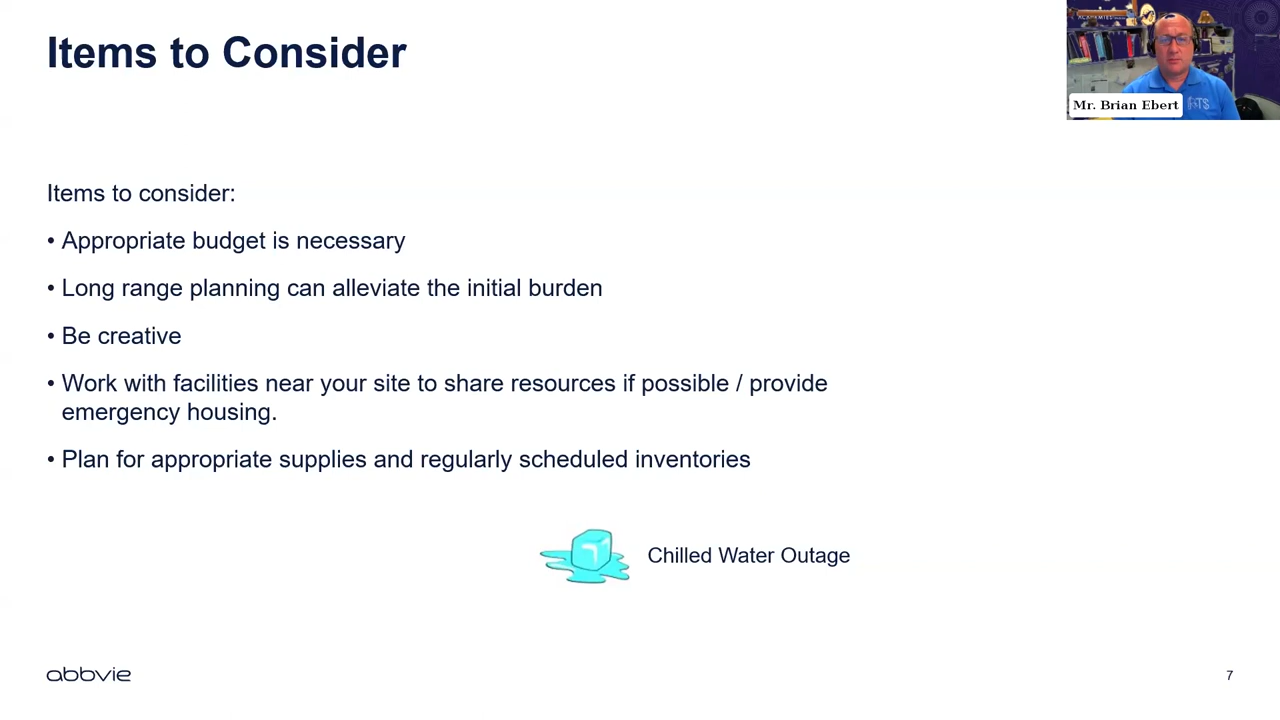 Items to Consider
Mr. Brian Ebert
Items to consider:
• Appropriate budget is necessary
• Long range planning can alleviate the initial burden
• Be creative
• Work with facilities near your site to share resources if possible / provide
emergency housing.
• Plan for appropriate supplies and regularly scheduled inventories
Chilled Water Outage
abbvie
7